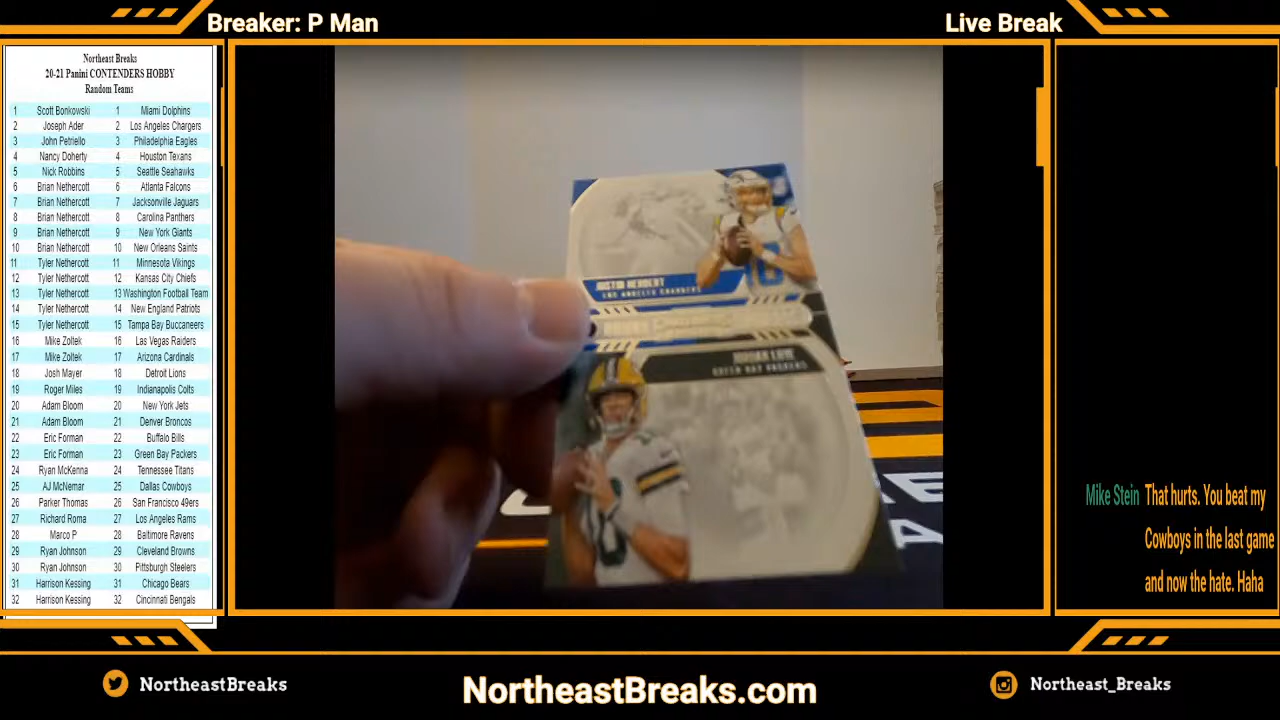 Breaker: P Man
Live Break
Northeast Breaks
20-21 Panini CONTENDERS HOBBY
Random Teams
1 Scott Bonkowski 1 Miami Dolphins
2 Joseph Ader 2 Los Angeles Chargers
3 John Petriello 3 Philadelphia Eagles
4 Nancy Doherty 4 Houston Texans
5 Nick Robbins 5 Seattle Seahawks
6 Brian Nethercott 6 Atlanta Falcons
7 Brian Nethercott 7 Jacksonville Jaguars
8 Brian Nethercott 8 Carolina Panthers
9 Brian Nethercott 9 New York Giants
10 Brian Nethercott 10 New Orleans Saints
11 Tyler Nethercott 11 Minnesota Vikings
12 Tyler Nethercott 12 Kansas City Chiefs
13 Tyler Nethercott 13 Washington Football Team
14 Tyler Nethercott 14 New England Patriots
15 Tyler Nethercott 15 Tampa Bay Buccaneers
16 Mike Zoltek 16 Las Vegas Raiders
17 Mike Zoltek 17 Arizona Cardinals
18 Josh Mayer 18 Detroit Lions
19 Roger Miles 19 Indianapolis Colts
20 Adam Bloom 20 New York Jets
21 Adam Bloom 21 Denver Broncos
22 Eric Forman 22 Buffalo Bills
23 Eric Forman 23 Green Bay Packers
24 Ryan McKenna 24 Tennessee Titans
25 AJ McNemar 25 Dallas Cowboys
26 Parker Thomas 26 San Francisco 49ers
27 Richard Roma 27 Los Angeles Rams
28 Marco P 28 Baltimore Ravens
29 Ryan Johnson 29 Cleveland Browns
30 Ryan Johnson 30 Pittsburgh Steelers
31 Harrison Kessing 31 Chicago Bears
32 Harrison Kessing 32 Cincinnati Bengals
JUSTIN HERBERT
LOS ANGELES CHARGERS
JORDAN LOVE
GREEN BAY PACKERS
Mike Stein That hurts. You beat my
Cowboys in the last game
and now the hate. Haha
NortheastBreaks
NortheastBreaks.com
Northeast_Breaks